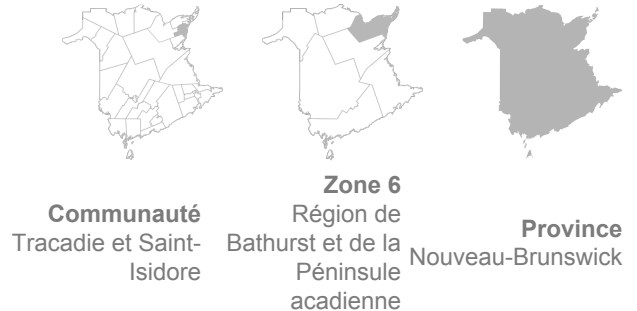 Communauté
Tracadie et Saint-
Isidore
Zone 6
Région de
Bathurst et de la
Péninsule
acadienne
Province
Nouveau-Brunswick